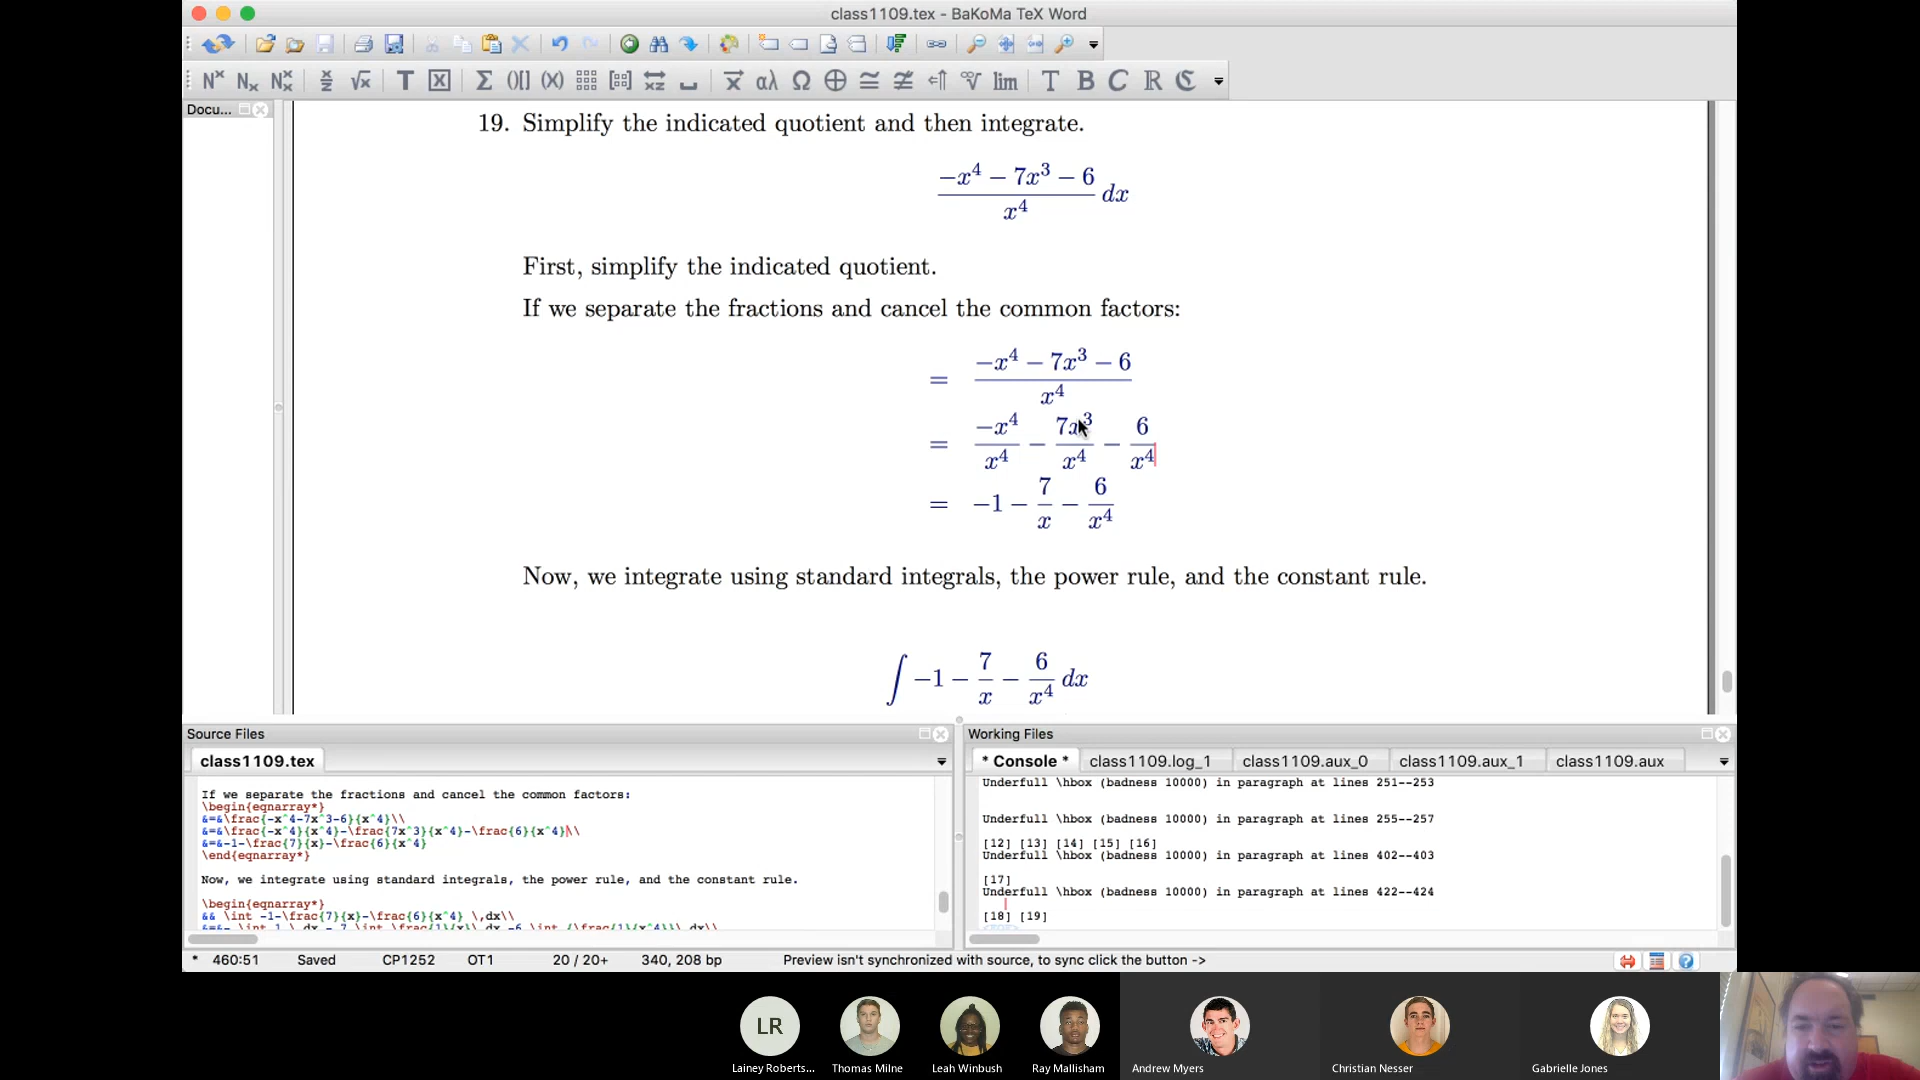 class1109.tex - BaKoMa TeX Word
Docu...
19. Simplify the indicated quotient and then integrate.
−x⁴ − 7x³ − 6
x⁴
dx
First, simplify the indicated quotient.
If we separate the fractions and cancel the common factors:
= −x⁴ − 7x³ − 6 / x⁴
= −x⁴/x⁴ − 7x³/x⁴ − 6/x⁴
= −1 − 7/x − 6/x⁴
Now, we integrate using standard integrals, the power rule, and the constant rule.
∫ −1 − 7/x − 6/x⁴ dx
Source Files
class1109.tex
If we separate the fractions and cancel the common factors:
\begin{eqnarray*}
&=&\frac{-x^4-7x^3-6}{x^4}\\
&=&\frac{-x^4}{x^4}-\frac{7x^3}{x^4}-\frac{6}{x^4}\\
&=&-1-\frac{7}{x}-\frac{6}{x^4}
\end{eqnarray*}
Now, we integrate using standard integrals, the power rule, and the constant rule.
\begin{eqnarray*}
&& \int -1-\frac{7}{x}-\frac{6}{x^4} \,dx\\
Working Files
* Console * class1109.log_1 class1109.aux_0 class1109.aux_1 class1109.aux
Underfull \hbox (badness 10000) in paragraph at lines 251--253
Underfull \hbox (badness 10000) in paragraph at lines 255--257
[12] [13] [14] [15] [16]
Underfull \hbox (badness 10000) in paragraph at lines 402--403
[17]
Underfull \hbox (badness 10000) in paragraph at lines 422--424
[18] [19]
* 460:51 Saved CP1252 OT1 20 / 20+ 340, 208 bp Preview isn't synchronized with source, to sync click the button ->
LR
Lainey Roberts... Thomas Milne Leah Winbush Ray Mallisham Andrew Myers Christian Nesser Gabrielle Jones